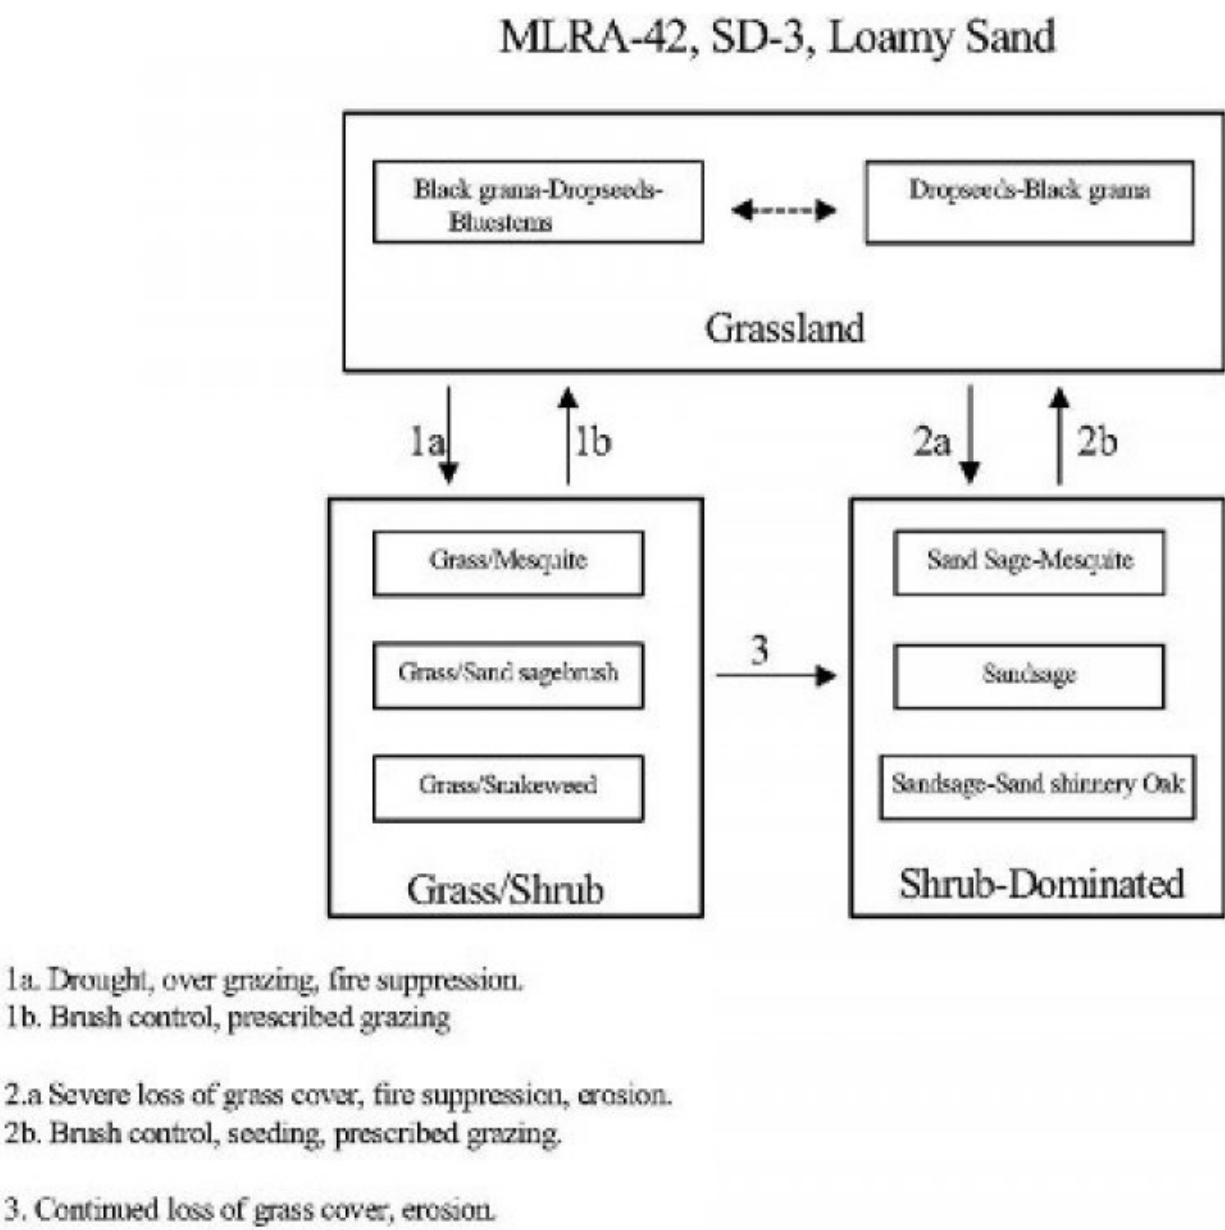 MLRA-42, SD-3, Loamy Sand
Black grama-Dropseeds-
Bluestems
Dropseeds-Black grama
Grassland
1a
1b
2a
2b
Grass/Mesquite
Grass/Sand sagebrush
Grass/Snakeweed
Grass/Shrub
3
Sand Sage-Mesquite
Sandsage
Sandsage-Sand shinnery Oak
Shrub-Dominated
1a. Drought, over grazing, fire suppression.
1b. Brush control, prescribed grazing
2.a Severe loss of grass cover, fire suppression, erosion.
2b. Brush control, seeding, prescribed grazing.
3. Continued loss of grass cover, erosion.